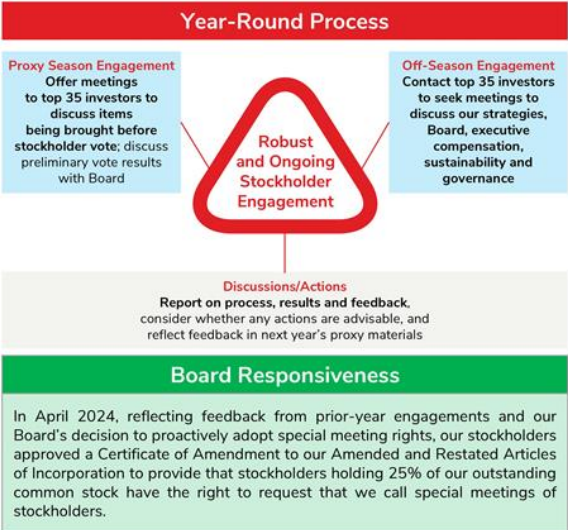 Year-Round Process
Proxy Season Engagement
Offer meetings
to top 35 investors to
discuss items
being brought before
stockholder vote; discuss
preliminary vote results
with Board
Robust
and Ongoing
Stockholder
Engagement
Off-Season Engagement
Contact top 35 investors
to seek meetings to
discuss our strategies,
Board, executive
compensation,
sustainability and
governance
Discussions/Actions
Report on process, results and feedback,
consider whether any actions are advisable, and
reflect feedback in next year's proxy materials
Board Responsiveness
In April 2024, reflecting feedback from prior-year engagements and our
Board's decision to proactively adopt special meeting rights, our stockholders
approved a Certificate of Amendment to our Amended and Restated Articles
of Incorporation to provide that stockholders holding 25% of our outstanding
common stock have the right to request that we call special meetings of
stockholders.